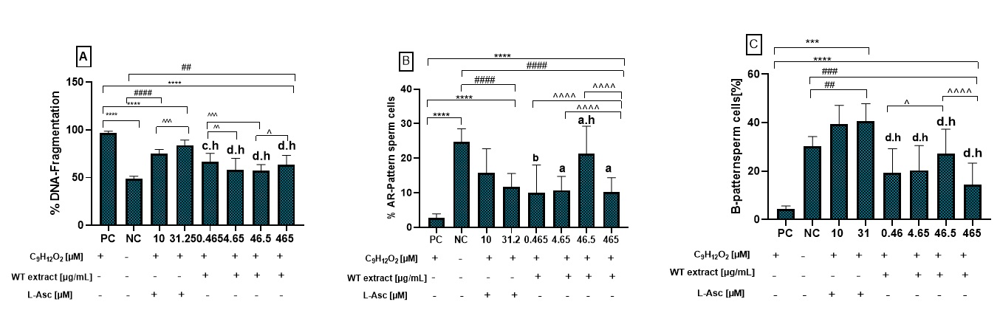 A
##
****
####
****
****
^^^
^^^
^^
^
c.h
d.h
d.h
d.h
150
100
50
0
% DNA-Fragmentation
PC NC 10 31.25 0.465 4.65 46.5 465
C₉H₁₂O₂ [µM] + - + + + + + +
WT extract [µg/mL] - - - - + + + +
L-Asc [µM] - - + + - - - -
B
****
####
####
****
****
^^^^
^^^^
^^^^
a.h
b
a
a
40
30
20
10
0
% AR-Pattern sperm cells
PC NC 10 31.2 0.465 4.65 46.5 465
C₉H₁₂O₂ [µM] + - + + + + + +
WT extract [µg/mL] - - - - + + + +
L-Asc [µM] - - + + - - - -
C
***
****
###
##
^^^^
^
d.h
d.h
d.h
d.h
60
40
20
0
B-patternsperm cells[%]
PC NC 10 31 0.46 4.65 46.5 465
C₉H₁₂O₂ [µM] + - + + + + + +
WT extract [µg/mL] - - - - + + + +
L-Asc [µM] - - + + - - - -